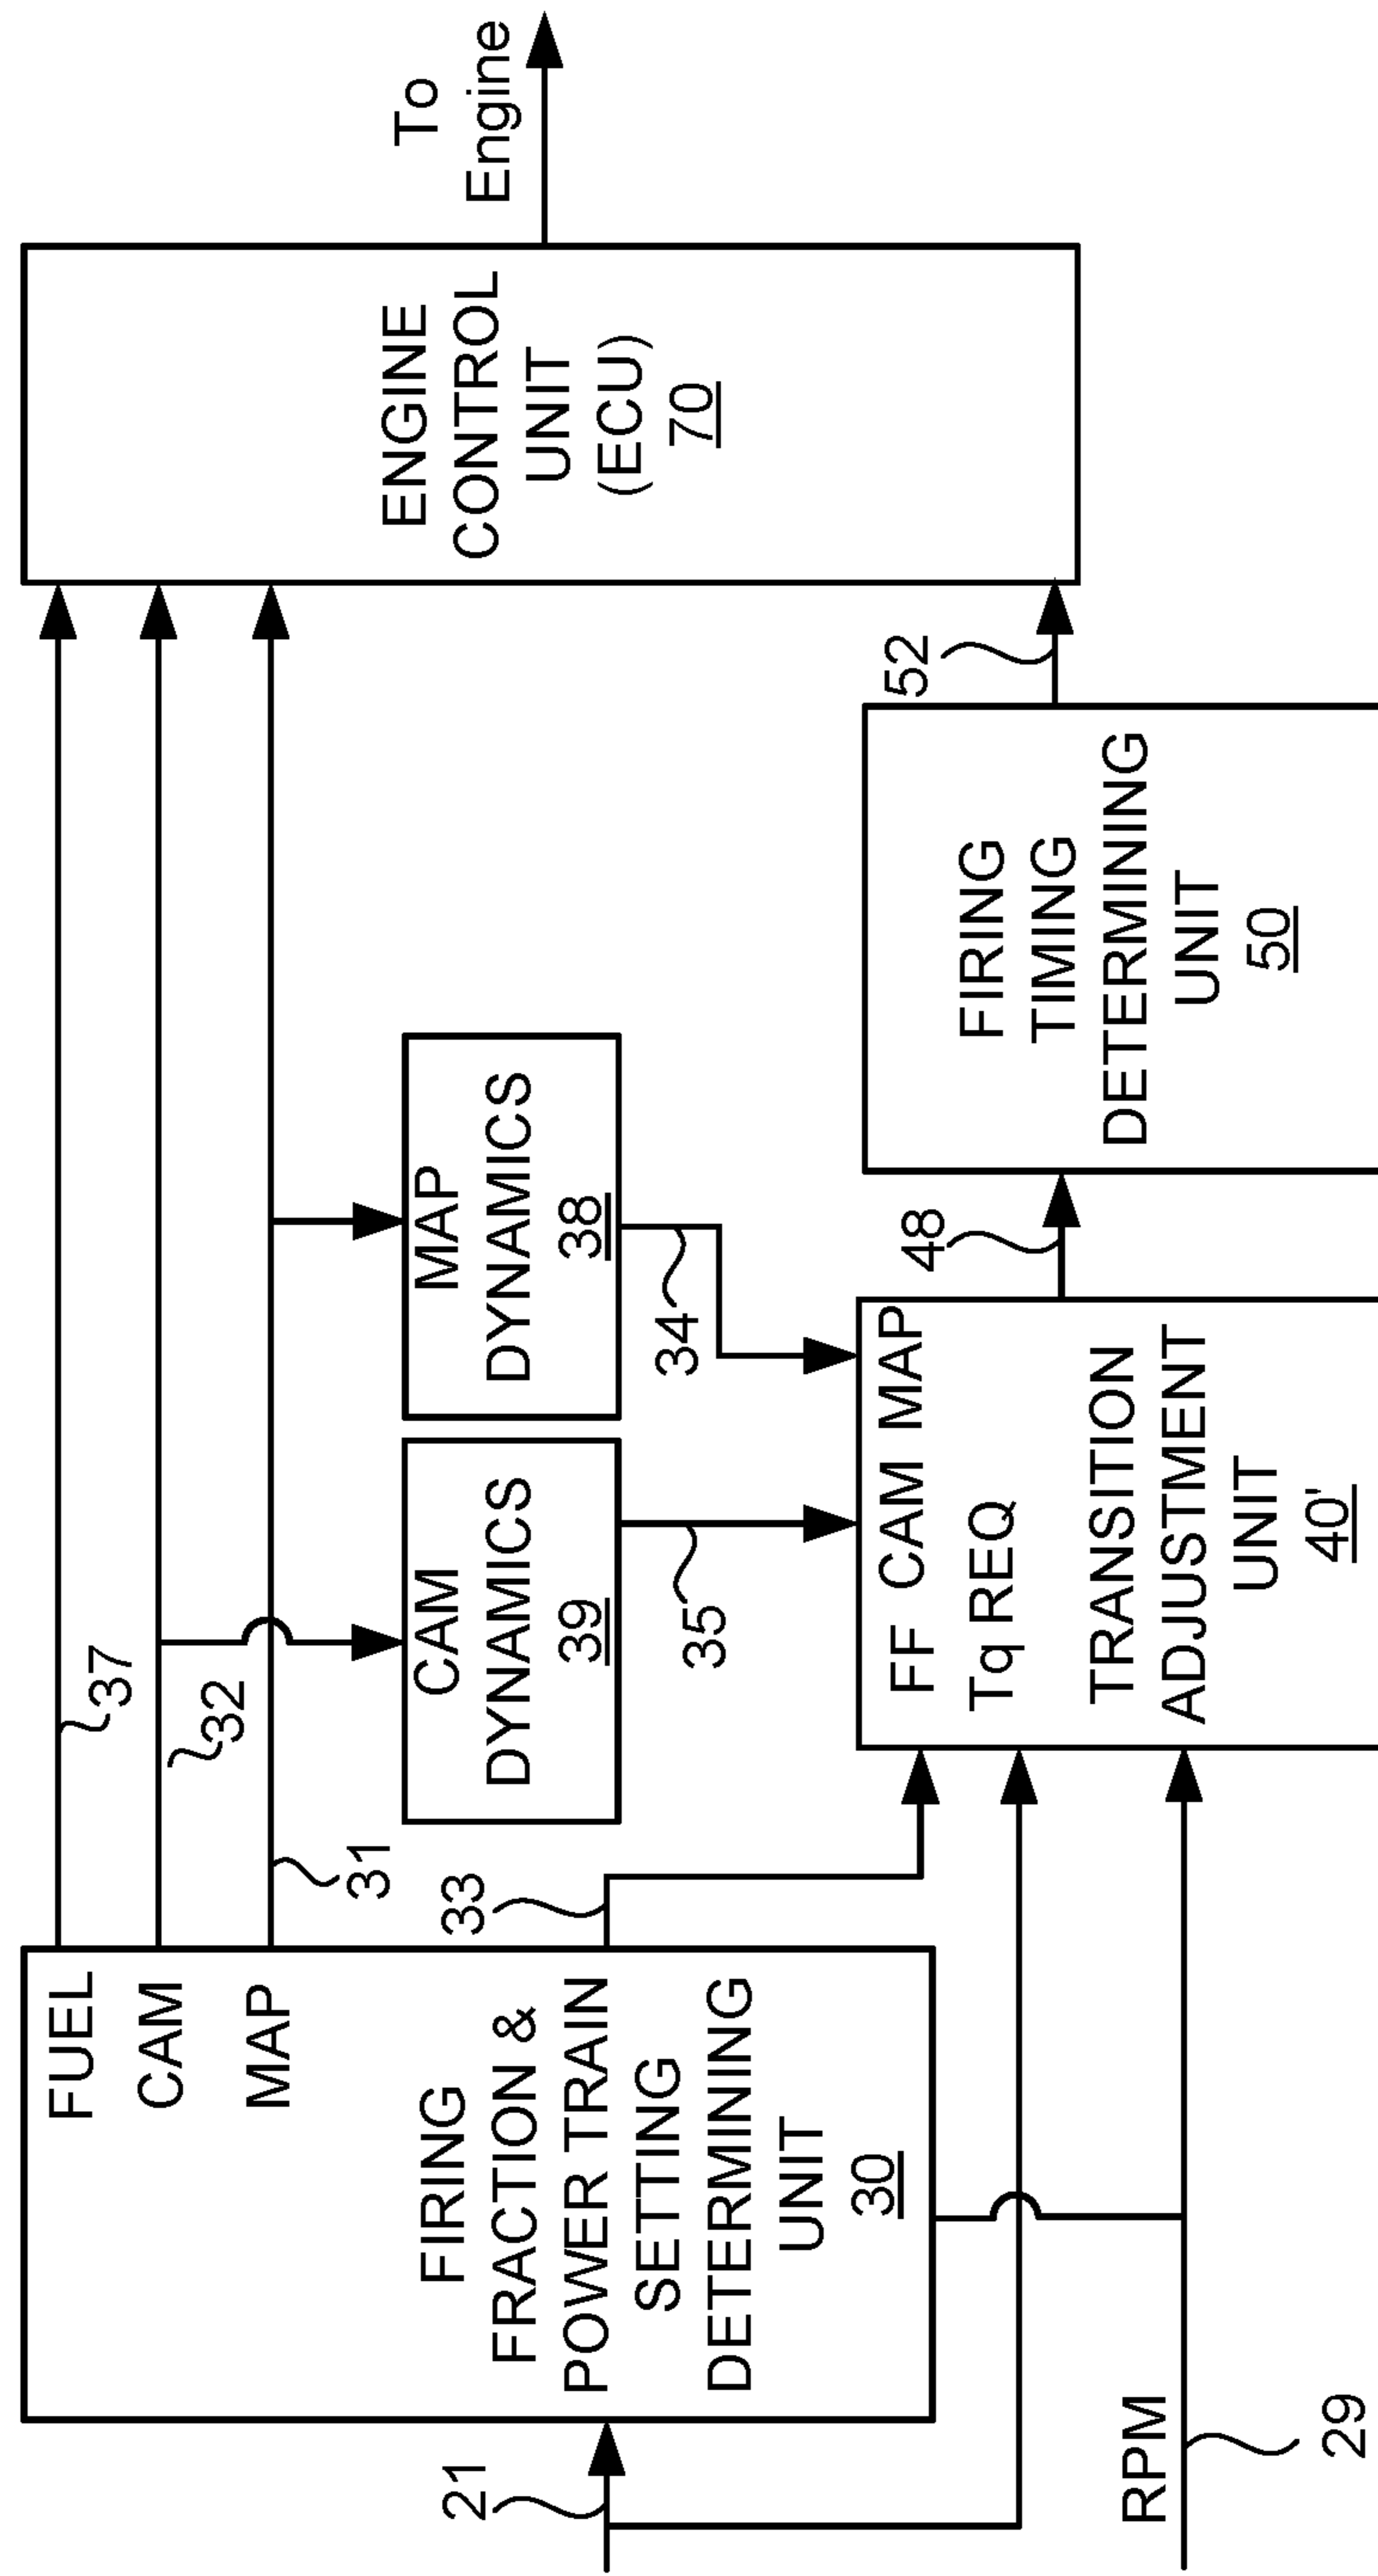 FUEL
CAM
MAP
FIRING
FRACTION &
POWER TRAIN
SETTING
DETERMINING
UNIT
30
21
RPM
29
37
32
31
33
CAM
DYNAMICS
39
MAP
DYNAMICS
38
35
34
FF CAM MAP
Tq REQ
TRANSITION
ADJUSTMENT
UNIT
40'
48
FIRING
TIMING
DETERMINING
UNIT
50
52
ENGINE
CONTROL
UNIT
(ECU)
70
To
Engine